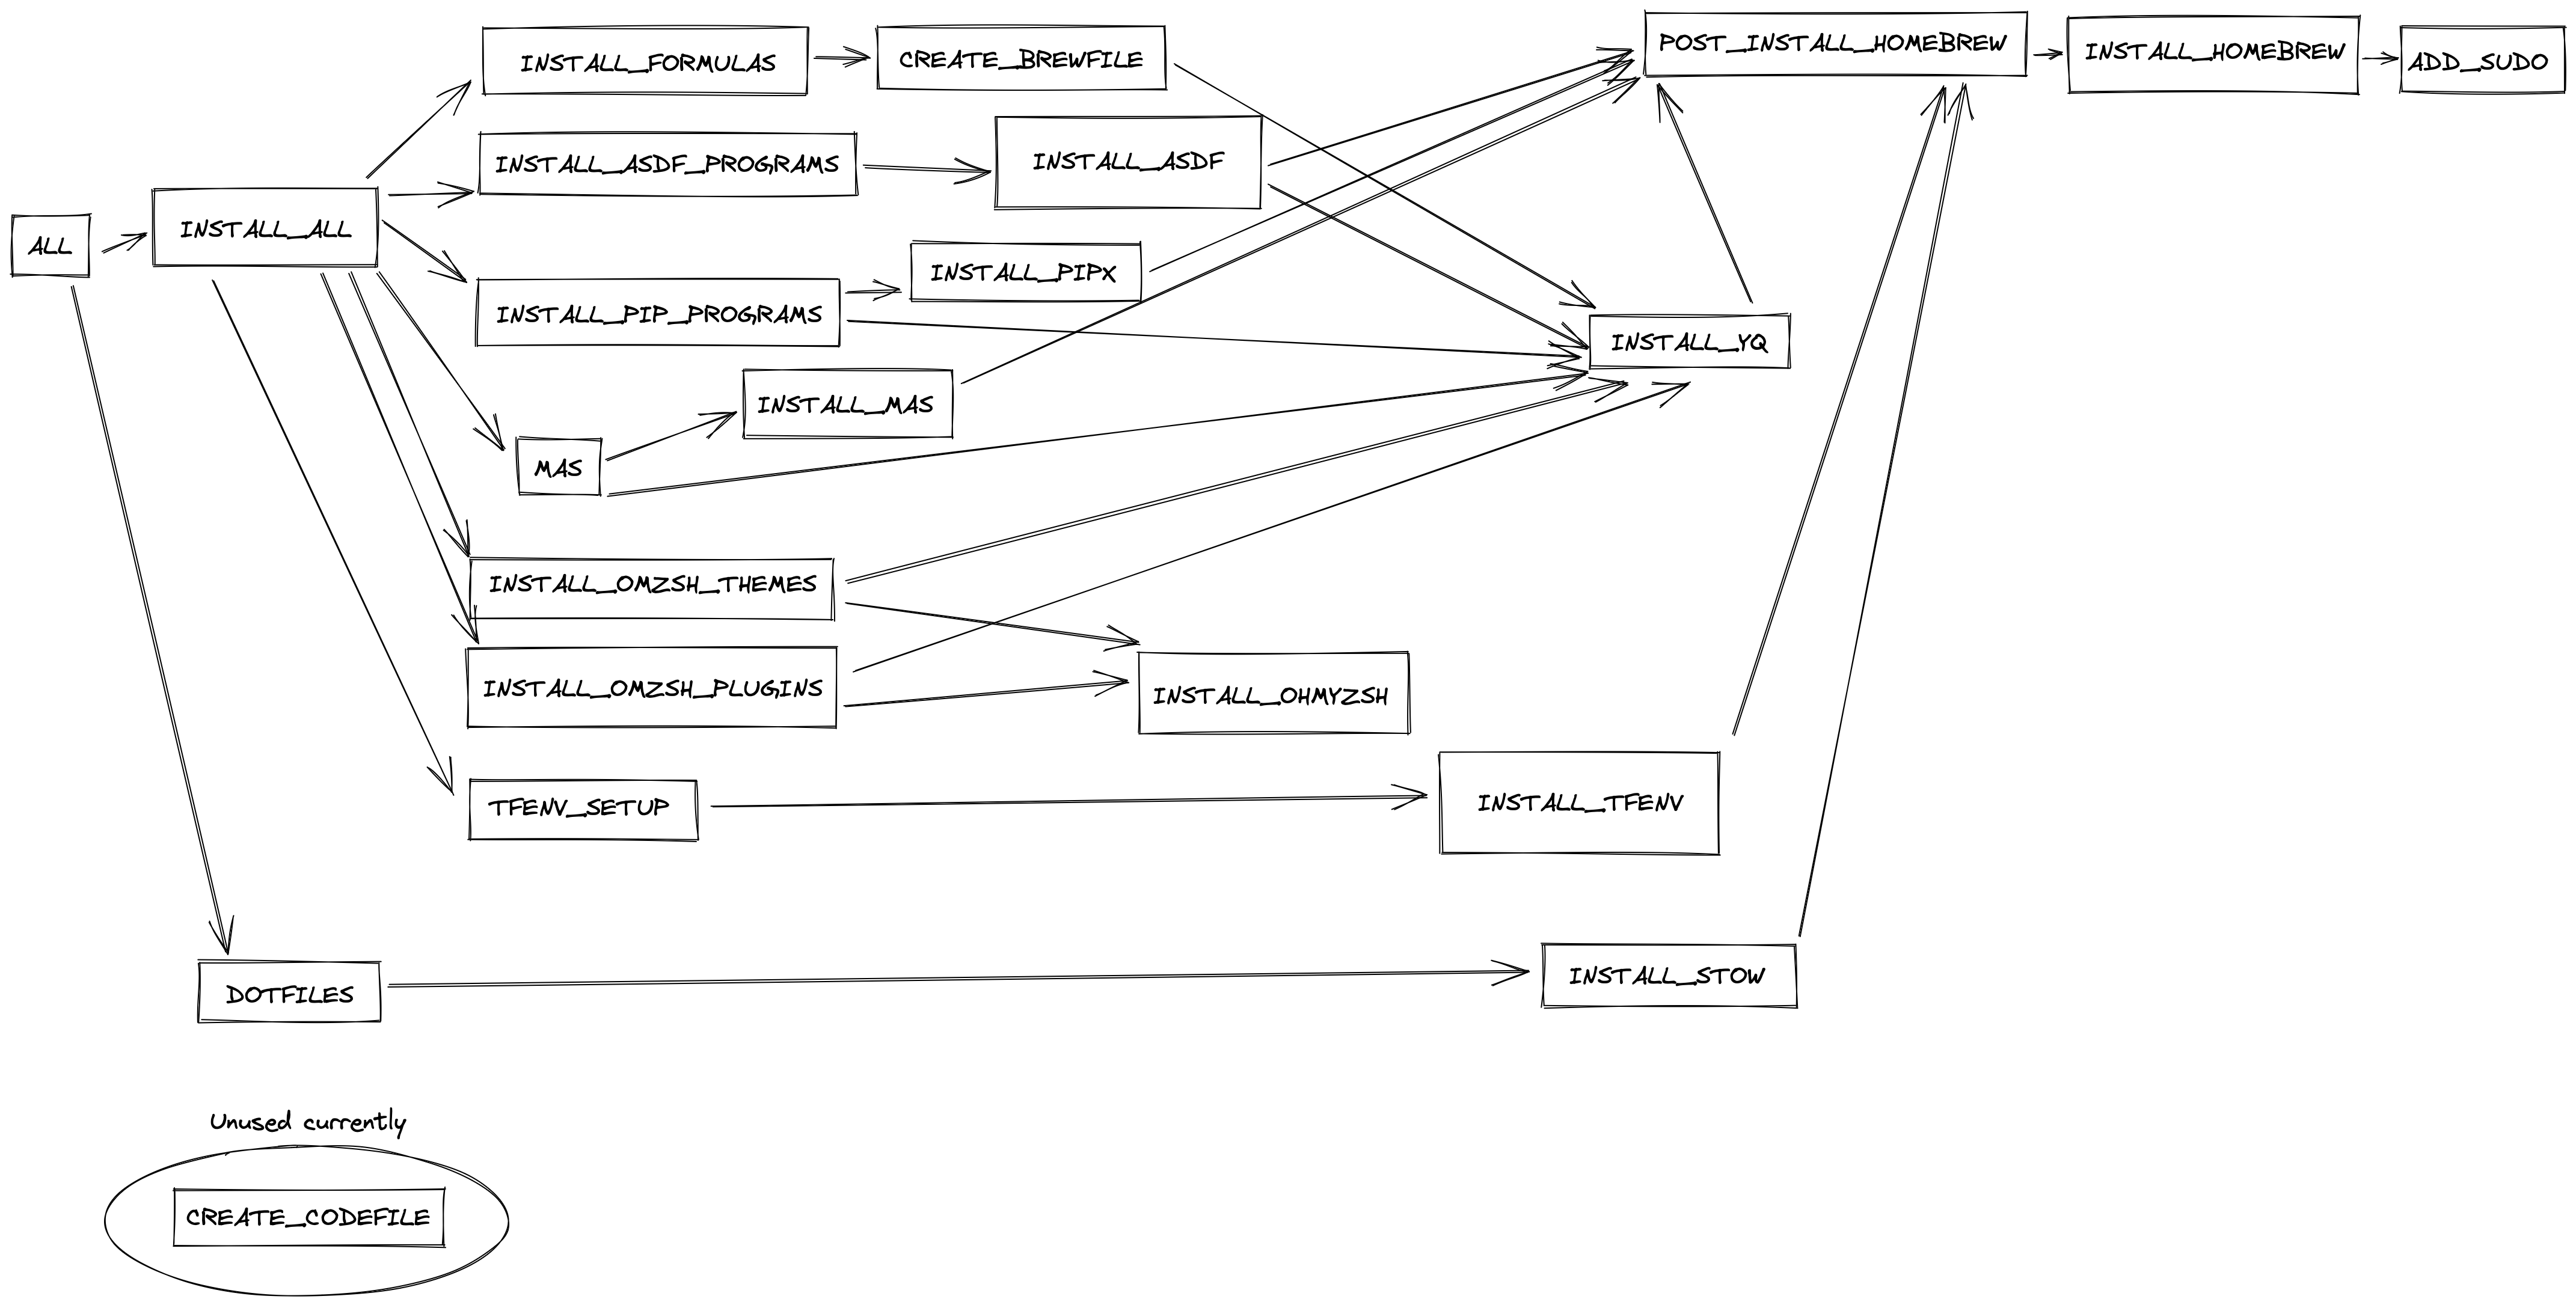 INSTALL_FORMULAS
CREATE_BREWFILE
POST_INSTALL_HOMEBREW
INSTALL_HOMEBREW
ADD_SUDO
INSTALL_ASDF_PROGRAMS
INSTALL_ASDF
ALL
INSTALL_ALL
INSTALL_PIPX
INSTALL_PIP_PROGRAMS
INSTALL_YQ
INSTALL_MAS
MAS
INSTALL_OMZSH_THEMES
INSTALL_OMZSH_PLUGINS
INSTALL_OHMYZSH
TFENV_SETUP
INSTALL_TFENV
DOTFILES
INSTALL_STOW
Unused currently
CREATE_CODEFILE